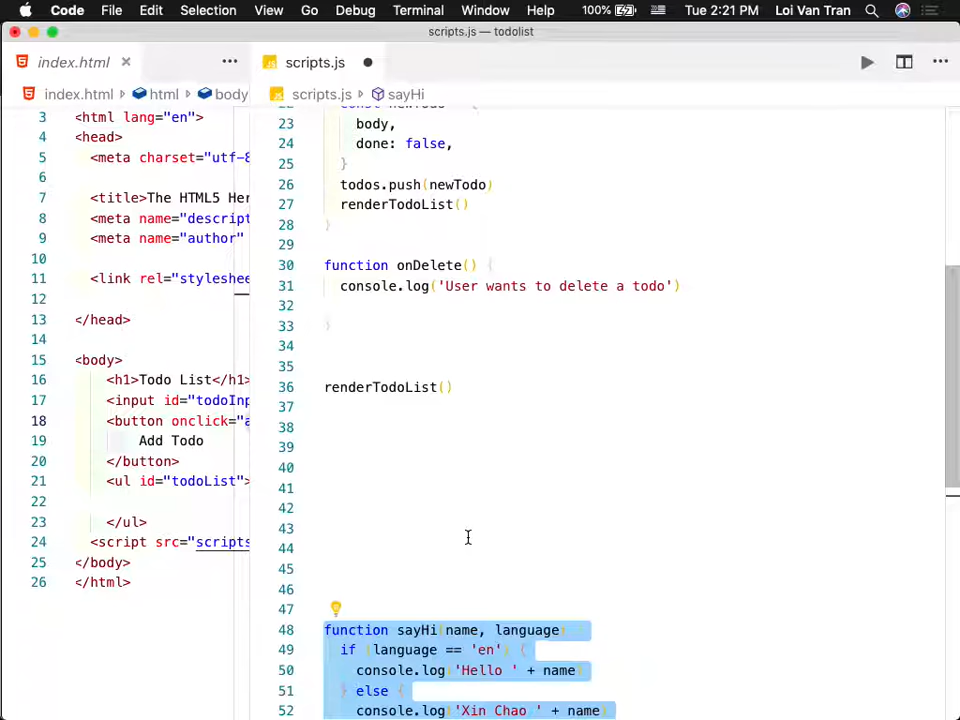 Code File Edit Selection View Go Debug Terminal Window Help 100% Tue 2:21 PM Loi Van Tran
scripts.js — todolist
index.html
scripts.js
index.html > html > body
scripts.js > sayHi
3 <html lang="en">
4 <head>
5 <meta charset="utf-8
6
7 <title>The HTML5 Her
8 <meta name="descript
9 <meta name="author"
10
11 <link rel="styleshee
12
13 </head>
14
15 <body>
16 <h1>Todo List</h1>
17 <input id="todoInp
18 <button onclick="a
19 Add Todo
20 </button>
21 <ul id="todoList">
22
23 </ul>
24 <script src="scripts
25 </body>
26 </html>
23 body,
24 done: false,
25 }
26 todos.push(newTodo)
27 renderTodoList()
28 }
29
30 function onDelete() {
31 console.log('User wants to delete a todo')
32
33 }
34
35
36 renderTodoList()
37
38
39
40
41
42
43
44
45
46
47
48 function sayHi(name, language)
49 if (language == 'en') {
50 console.log('Hello ' + name)
51 } else {
52 console.log('Xin Chao ' + name)